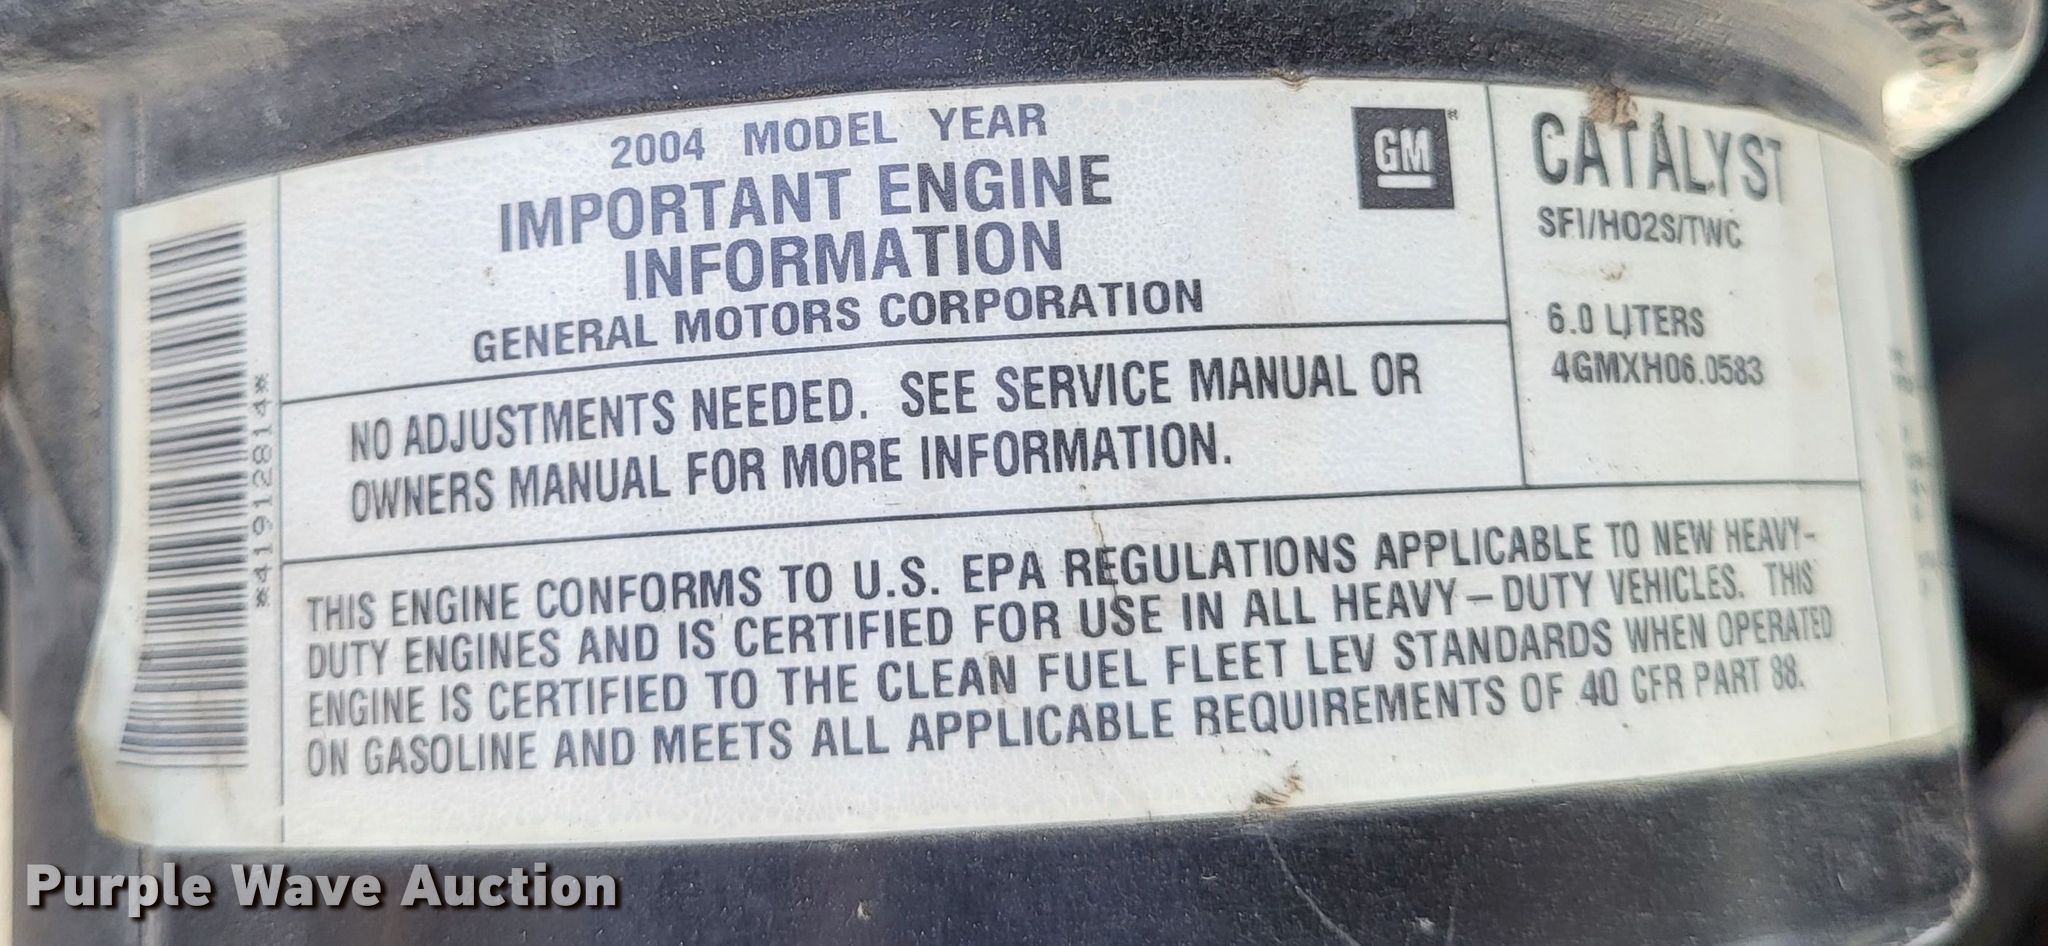 2004 MODEL YEAR
IMPORTANT ENGINE
INFORMATION
GENERAL MOTORS CORPORATION
GM
CATALYST
SFI/HO2S/TWC
6.0 LITERS
4GMXH06.0583
NO ADJUSTMENTS NEEDED. SEE SERVICE MANUAL OR
OWNERS MANUAL FOR MORE INFORMATION.
THIS ENGINE CONFORMS TO U.S. EPA REGULATIONS APPLICABLE TO NEW HEAVY-
DUTY ENGINES AND IS CERTIFIED FOR USE IN ALL HEAVY-DUTY VEHICLES. THIS
ENGINE IS CERTIFIED TO THE CLEAN FUEL FLEET LEV STANDARDS WHEN OPERATED
ON GASOLINE AND MEETS ALL APPLICABLE REQUIREMENTS OF 40 CFR PART 88.
*41912814*
Purple Wave Auction